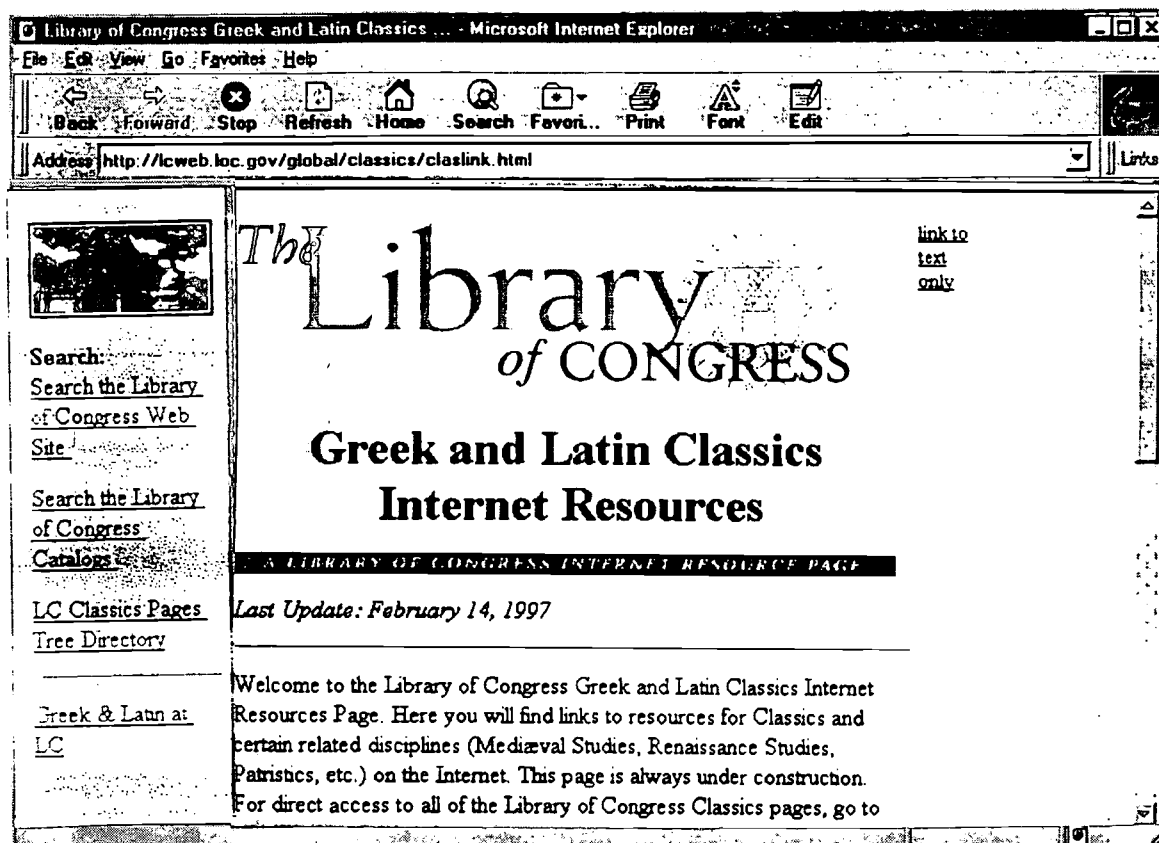 Library of Congress Greek and Latin Classics ... - Microsoft Internet Explorer
File Edit View Go Favorites Help
Back Forward Stop Refresh Home Search Favori... Print Font Edit
Address http://lcweb.loc.gov/global/classics/claslink.html Links
The
Library
of CONGRESS
link to
text
only
Greek and Latin Classics
Internet Resources
A LIBRARY OF CONGRESS INTERNET RESOURCE PAGE
Last Update: February 14, 1997
Welcome to the Library of Congress Greek and Latin Classics Internet
Resources Page. Here you will find links to resources for Classics and
certain related disciplines (Mediæval Studies, Renaissance Studies,
Patristics, etc.) on the Internet. This page is always under construction.
For direct access to all of the Library of Congress Classics pages, go to
Search:
Search the Library
of Congress Web
Site
Search the Library
of Congress
Catalogs
LC Classics Pages
Tree Directory
Greek & Latin at
LC